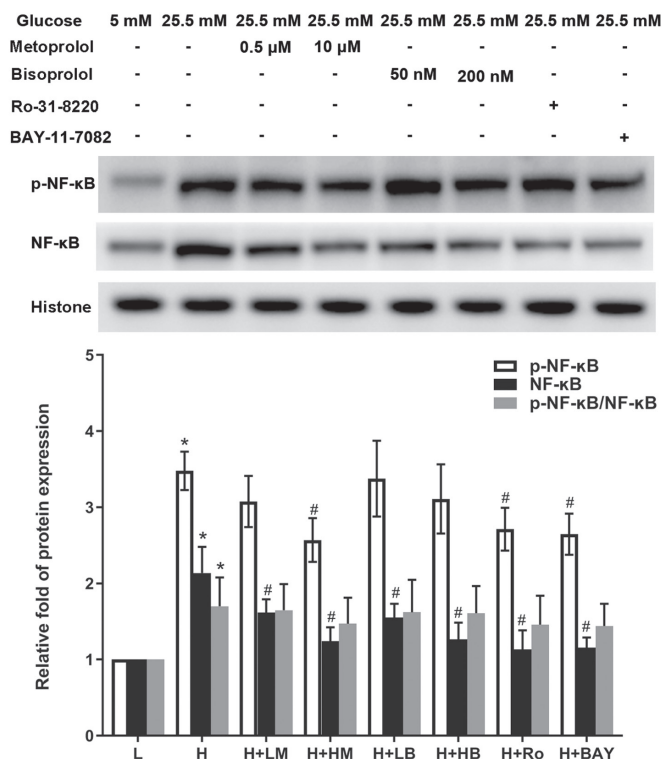 Glucose 5 mM 25.5 mM 25.5 mM 25.5 mM 25.5 mM 25.5 mM 25.5 mM 25.5 mM
Metoprolol - - 0.5 μM 10 μM - - - -
Bisoprolol - - - - 50 nM 200 nM - -
Ro-31-8220 - - - - - - + -
BAY-11-7082 - - - - - - - +
p-NF-κB
NF-κB
Histone
Relative fold of protein expression
5
4
3
2
1
0
p-NF-κB
NF-κB
p-NF-κB/NF-κB
* * *
# # #
# #
# #
# #
L H H+LM H+HM H+LB H+HB H+Ro H+BAY